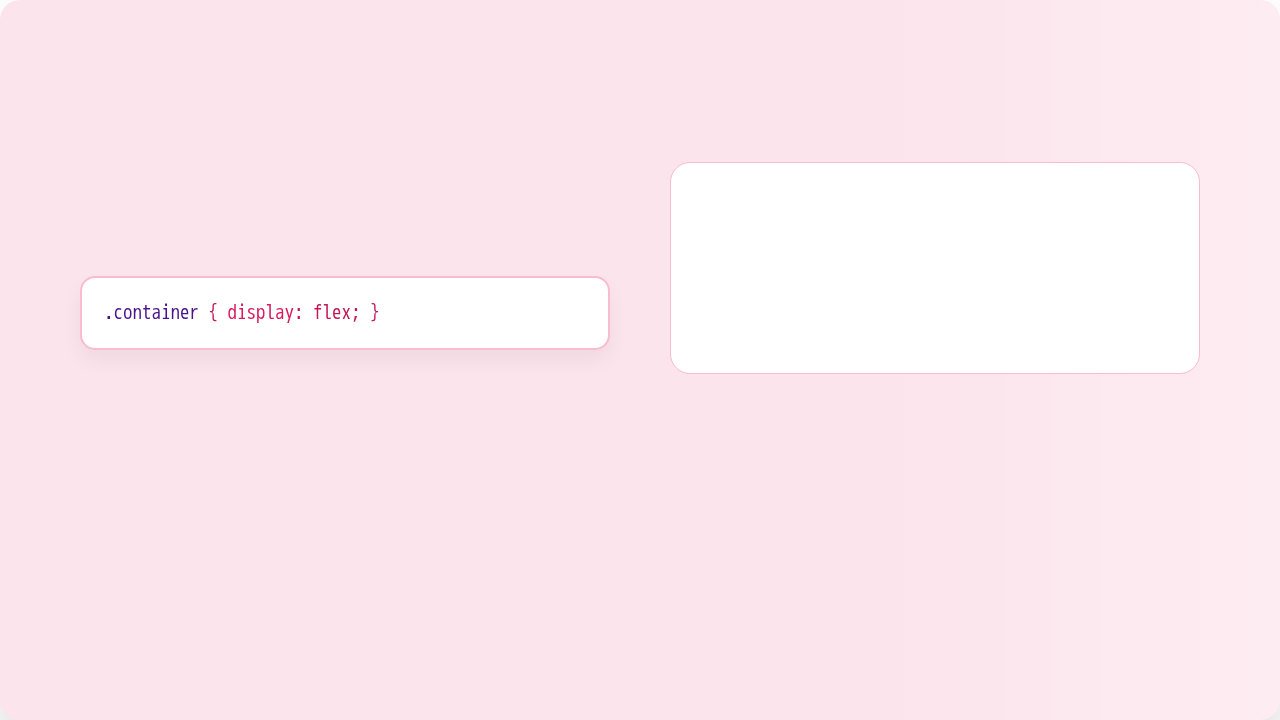 .container { display: flex; }